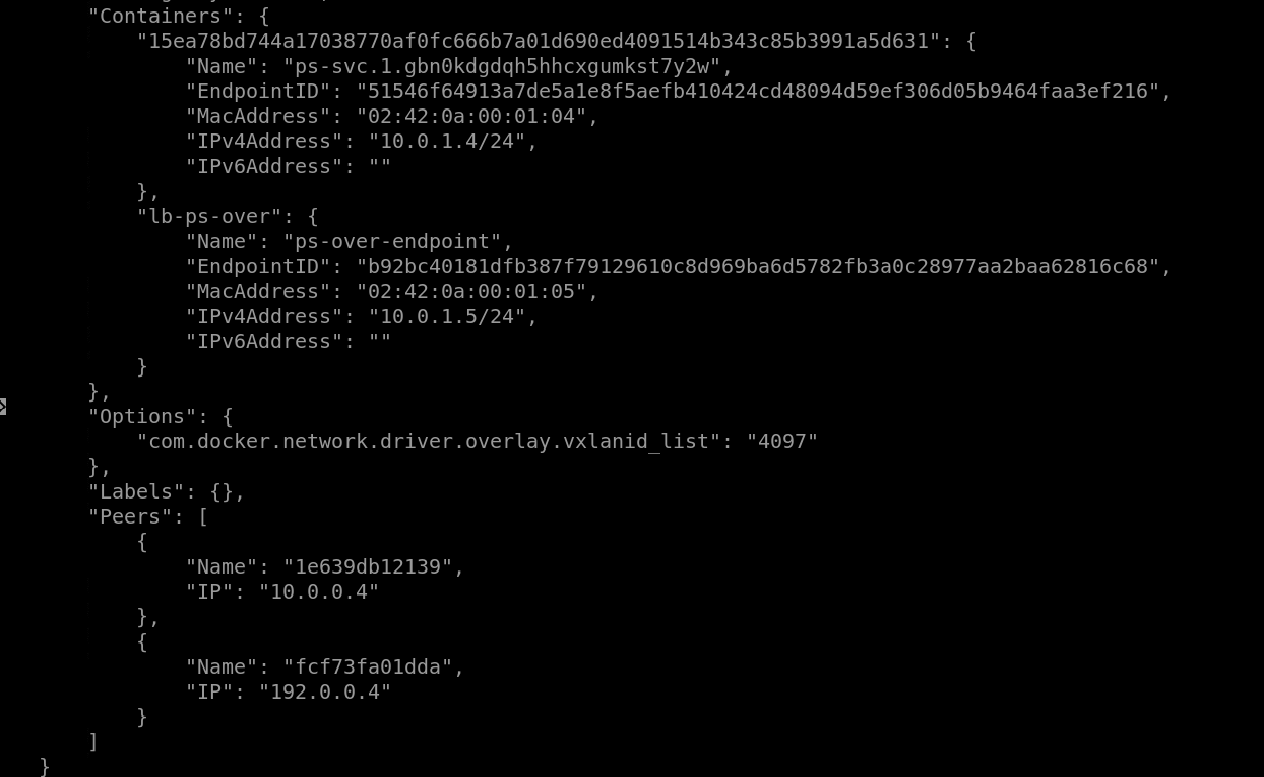 "Containers": {
"15ea78bd744a17038770af0fc666b7a01d690ed4091514b343c85b3991a5d631": {
"Name": "ps-svc.1.gbn0kdgdqh5hhcxgumkst7y2w",
"EndpointID": "51546f64913a7de5a1e8f5aefb410424cd48094d59ef306d05b9464faa3ef216",
"MacAddress": "02:42:0a:00:01:04",
"IPv4Address": "10.0.1.4/24",
"IPv6Address": ""
},
"lb-ps-over": {
"Name": "ps-over-endpoint",
"EndpointID": "b92bc40181dfb387f79129610c8d969ba6d5782fb3a0c28977aa2baa62816c68",
"MacAddress": "02:42:0a:00:01:05",
"IPv4Address": "10.0.1.5/24",
"IPv6Address": ""
}
},
"Options": {
"com.docker.network.driver.overlay.vxlanid_list": "4097"
},
"Labels": {},
"Peers": [
{
"Name": "1e639db12139",
"IP": "10.0.0.4"
},
{
"Name": "fcf73fa01dda",
"IP": "192.0.0.4"
}
]
}